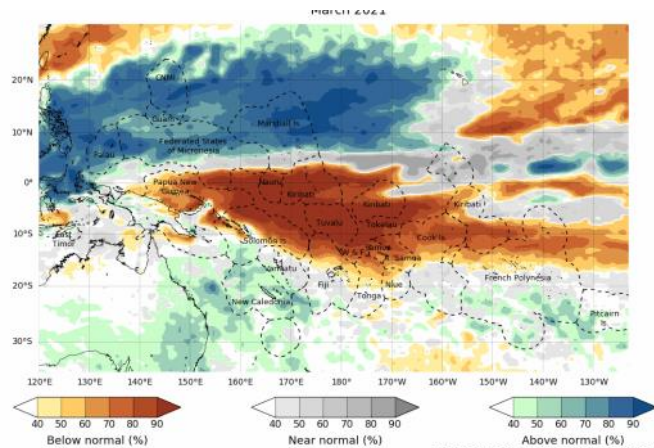 March 2021
20°N
10°N
0°
10°S
20°S
30°S
CNMI
Guam
Marshall Is
Palau
Federated States
of Micronesia
Papua New
Guinea
Nauru
Kiribati
Kiribati
Kiribati
East
Timor
Solomon Is
Tuvalu
Tokelau
W & F
Samoa
A. Samoa
Cook Is
Vanuatu
Fiji
Niue
French Polynesia
New Caledonia
Tonga
Pitcairn
Is
120°E 130°E 140°E 150°E 160°E 170°E 180° 170°W 160°W 150°W 140°W 130°W
40 50 60 70 80 90
Below normal (%)
40 50 60 70 80 90
Near normal (%)
40 50 60 70 80 90
Above normal (%)